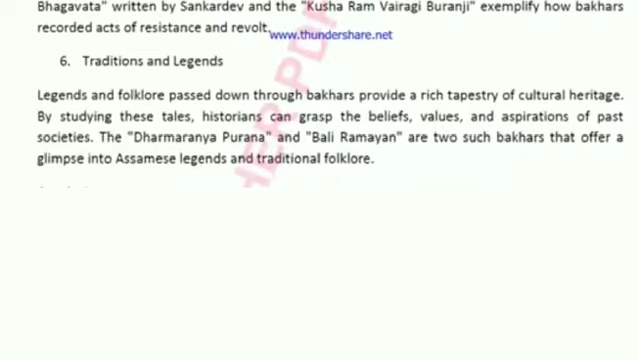 Bhagavata" written by Sankardev and the "Kusha Ram Vairagi Buranji" exemplify how bakhars
recorded acts of resistance and revolt.
www.thundershare.net
6. Traditions and Legends
Legends and folklore passed down through bakhars provide a rich tapestry of cultural heritage.
By studying these tales, historians can grasp the beliefs, values, and aspirations of past
societies. The "Dharmaranya Purana" and "Bali Ramayan" are two such bakhars that offer a
glimpse into Assamese legends and traditional folklore.
HER PDF